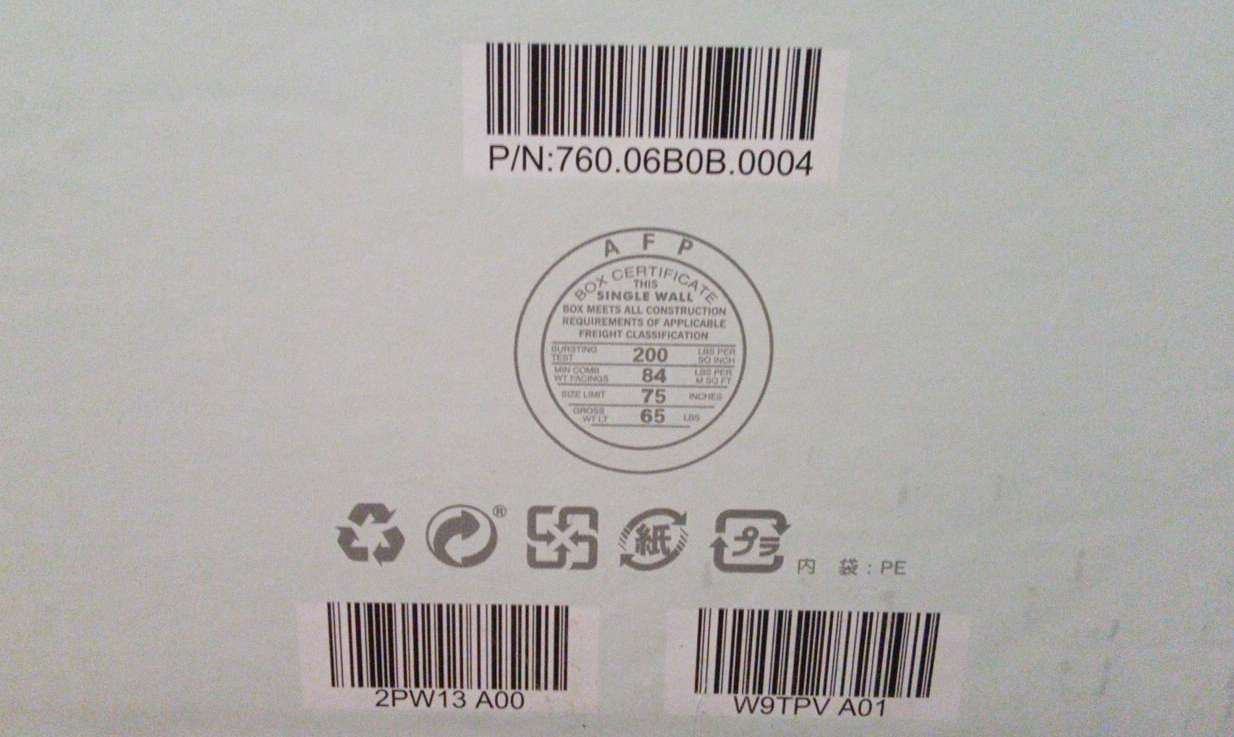 P/N:760.06B0B.0004
A F P
BOX CERTIFICATE
THIS
SINGLE WALL
BOX MEETS ALL CONSTRUCTION
REQUIREMENTS OF APPLICABLE
FREIGHT CLASSIFICATION
BURSTING TEST 200 LBS PER SQ INCH
MIN COMB WT FACINGS 84 LBS PER M SQ FT
SIZE LIMIT 75 INCHES
GROSS WT LT 65 LBS
® 紙 プラ 内 袋 : PE
2PW13 A00
W9TPV A01